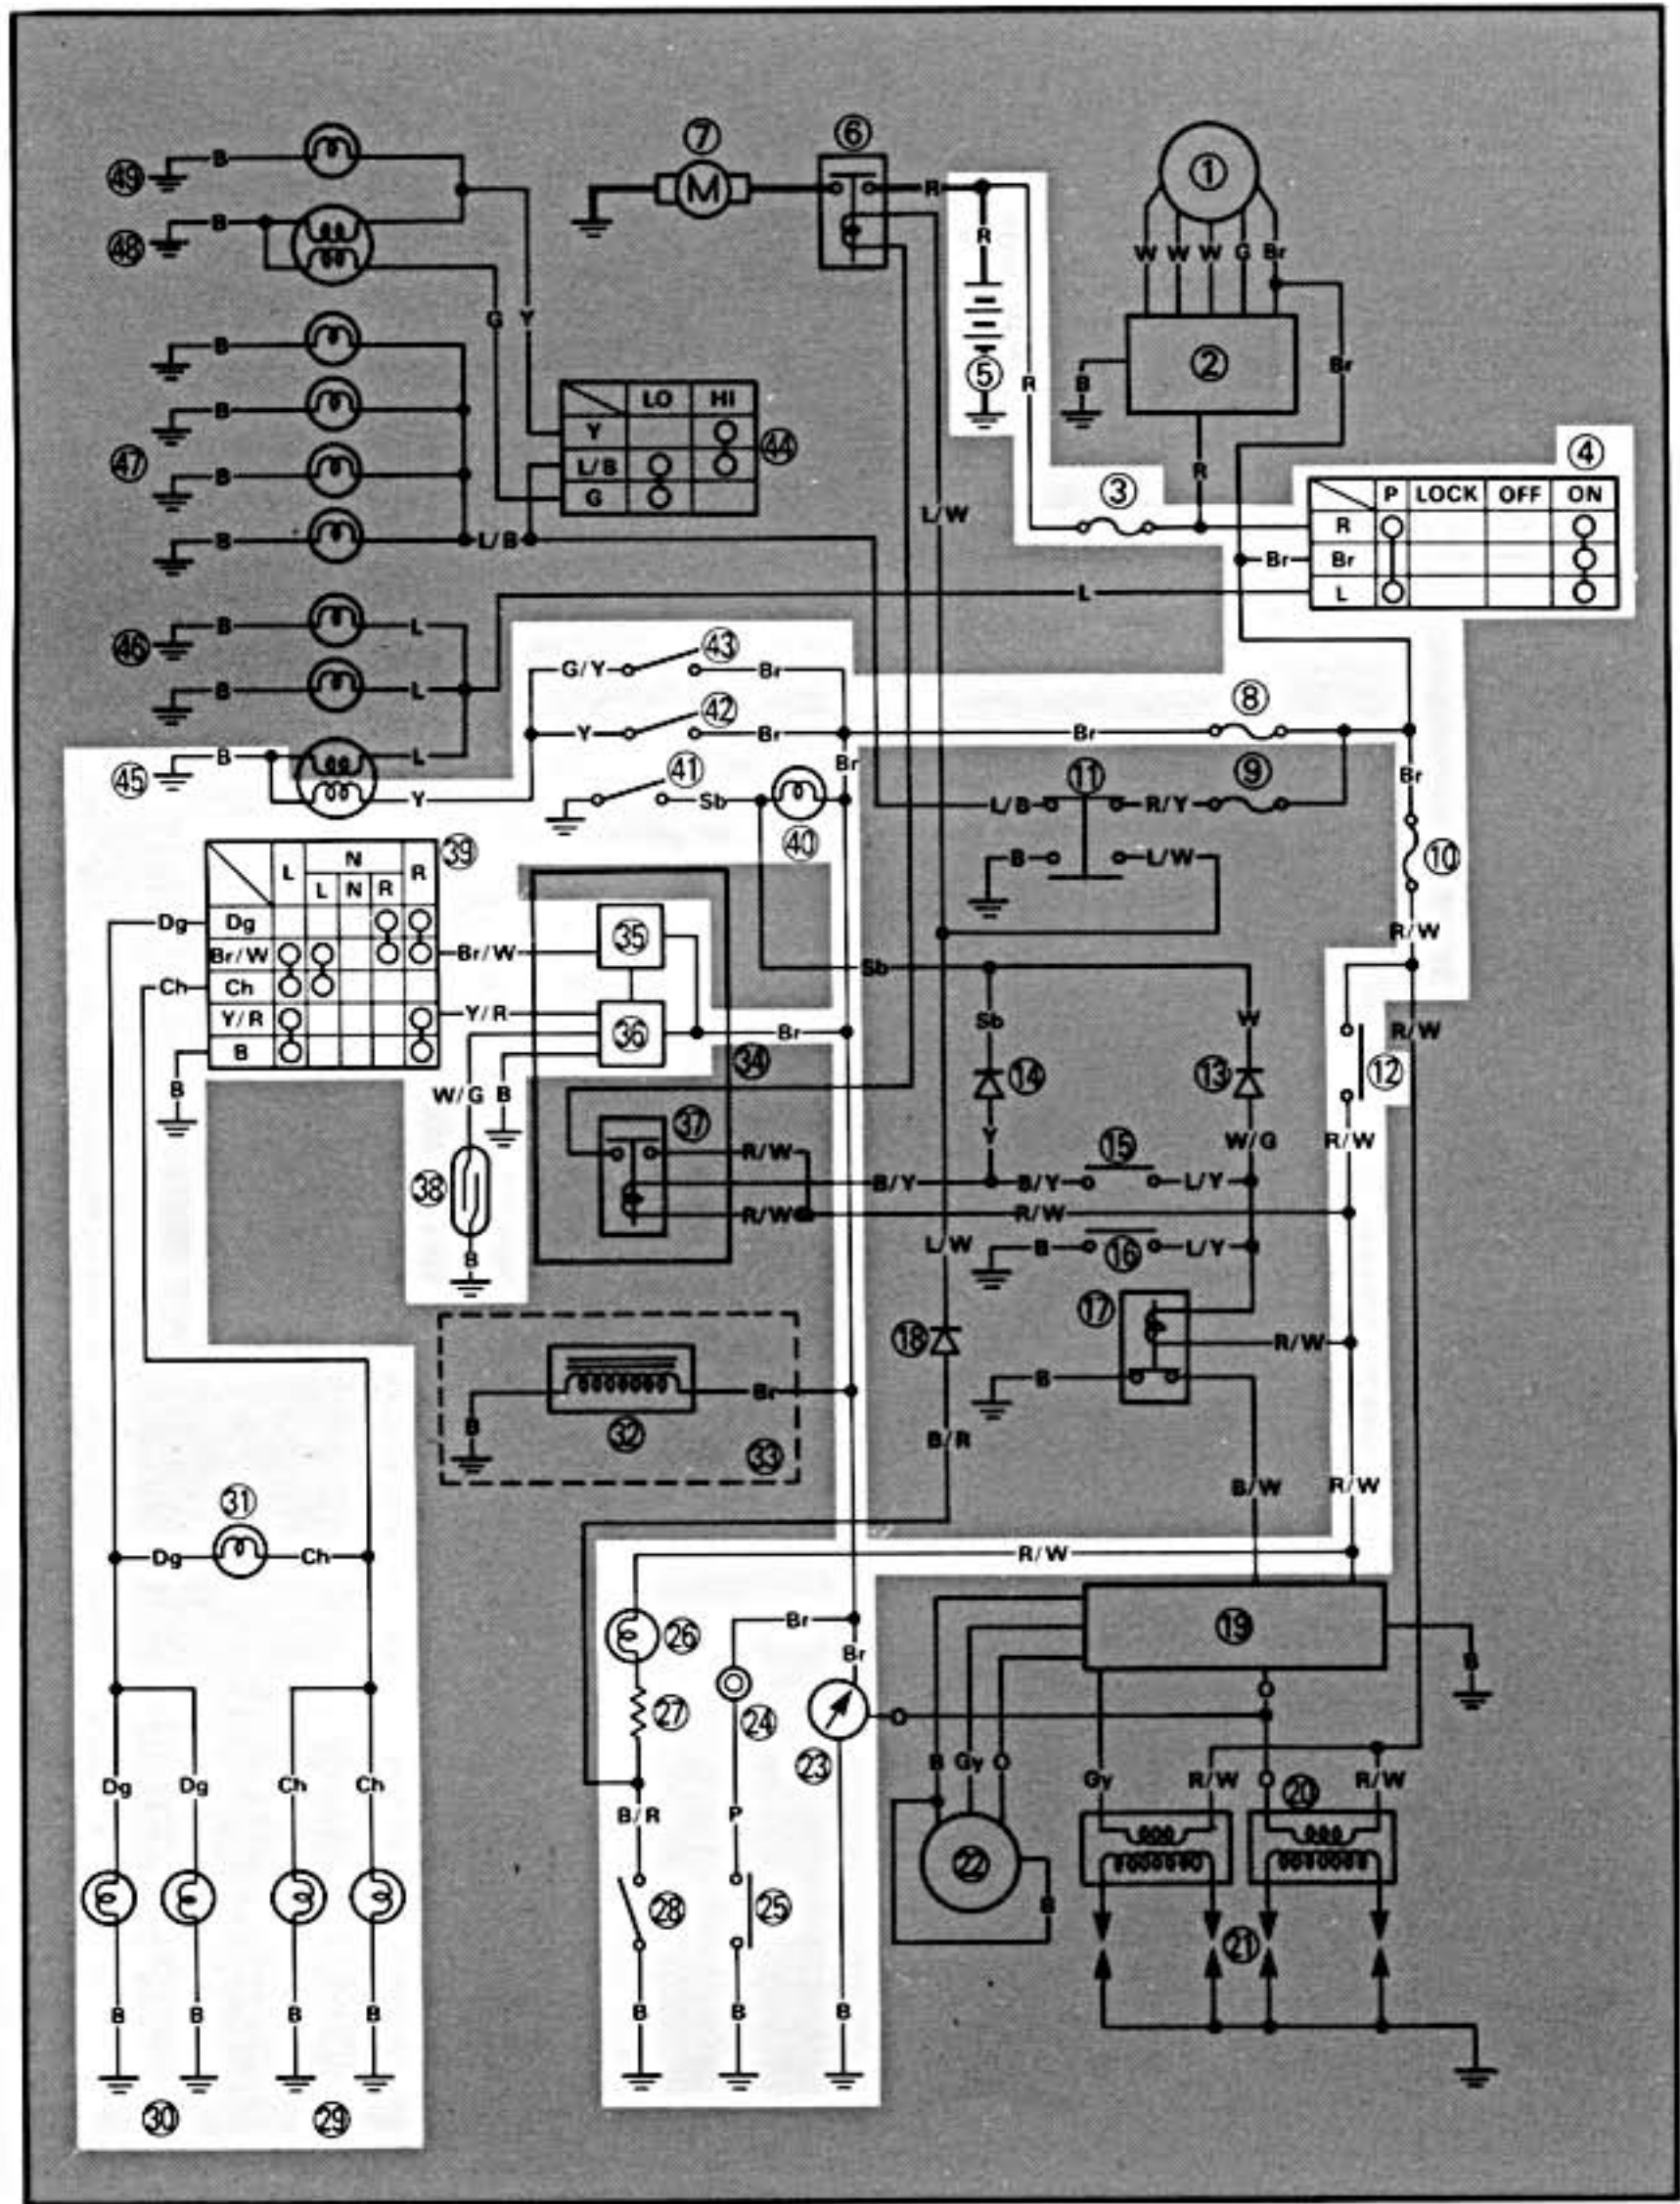 ⑦ ⑥ ①
㊾ B R
㊽ B M R W W W G Br
B G Y ② Br
B ⑤ R B
LO HI
Y ④
㊼ B L/B ㊹ R ③ P LOCK OFF ON
B G L/W R
B L/B Br Br
L L
㊻ B L
B L G/Y ㊸ Br ⑧
Y ㊷ Br Br
㊺ B L ㊶ Br ⑪ ⑨ Br
Y Sb L/B R/Y
㊴ N R ㊵ B L/W ⑩
L L N R
Dg Dg R/W
Br/W Br/W ㉟
Ch Ch Sb
Y/R Y/R ㊱ Br Sb W R/W
B ㉞ ⑭ ⑬ ⑫
B W/G B
㊲ R/W Y ⑮ W/G R/W
㊳ B/Y B/Y L/Y
R/W R/W
B L/W B ⑯ L/Y
⑰
⑱ R/W
Br B
B ㉜ ㉝ B/R
㉛ B/W R/W
Dg Ch R/W
㉖ Br ⑲
Br B
㉗ ㉔ O O
㉓ B Gy O
Dg Dg Ch Ch Gy R/W O ⑳ R/W
B/R P
㉒
㉘ ㉕ B
㉑
B B B B B B B
㉚ ㉙